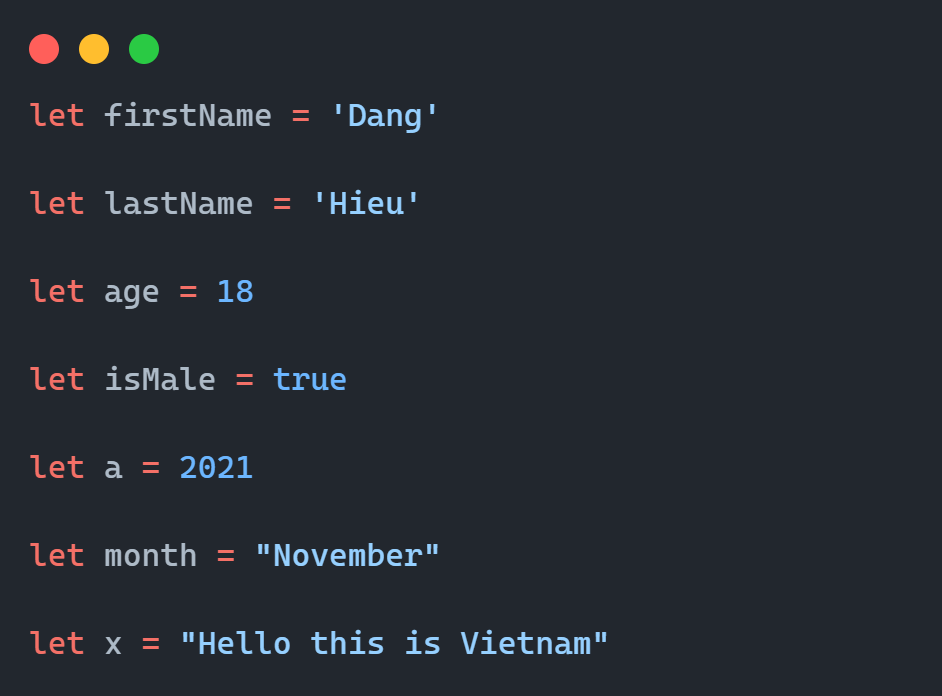 let firstName = 'Dang'
let lastName = 'Hieu'
let age = 18
let isMale = true
let a = 2021
let month = "November"
let x = "Hello this is Vietnam"